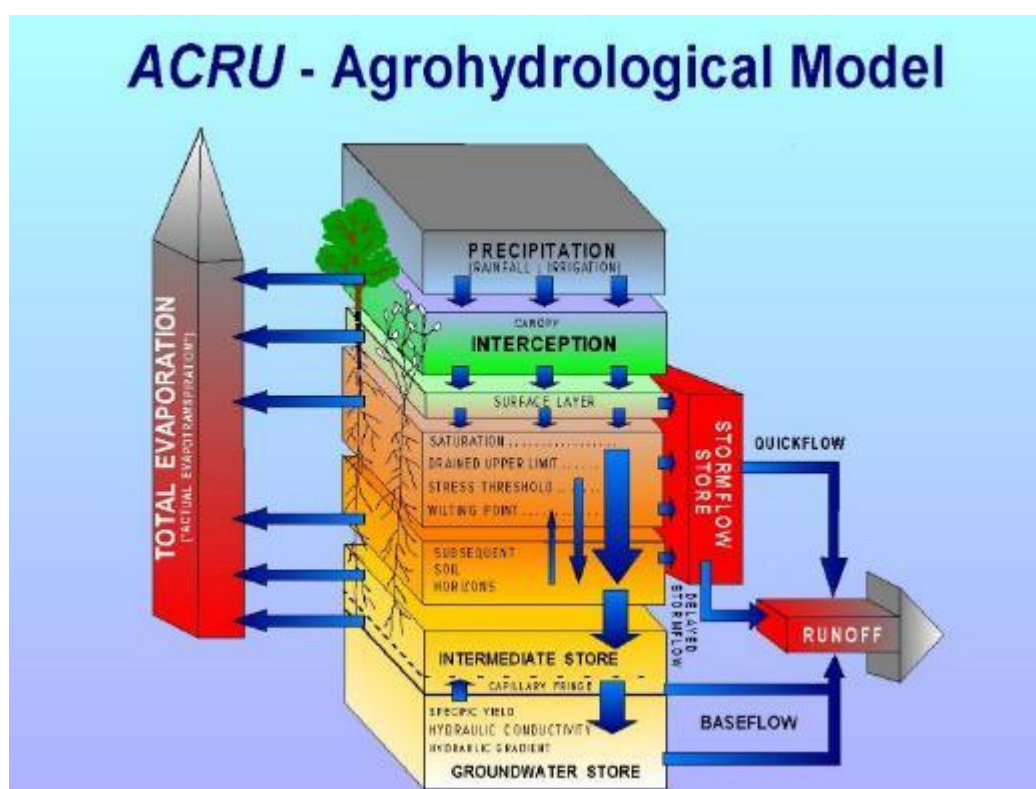 ACRU - Agrohydrological Model
PRECIPITATION
(RAINFALL ; IRRIGATION)
CANOPY
INTERCEPTION
SURFACE LAYER
SATURATION..................
DRAINED UPPER LIMIT......
STRESS THRESHOLD........
WILTING POINT....
SUBSEQUENT
SOIL
HORIZONS
INTERMEDIATE STORE
CAPILLARY FRINGE
SPECIFIC YIELD
HYDRAULIC CONDUCTIVITY
HYDRAULIC GRADIENT
GROUNDWATER STORE
TOTAL EVAPORATION
("ACTUAL EVAPOTRANSPIRATION")
STORMFLOW
STORE
QUICKFLOW
DELAYED
STORMFLOW
RUNOFF
BASEFLOW